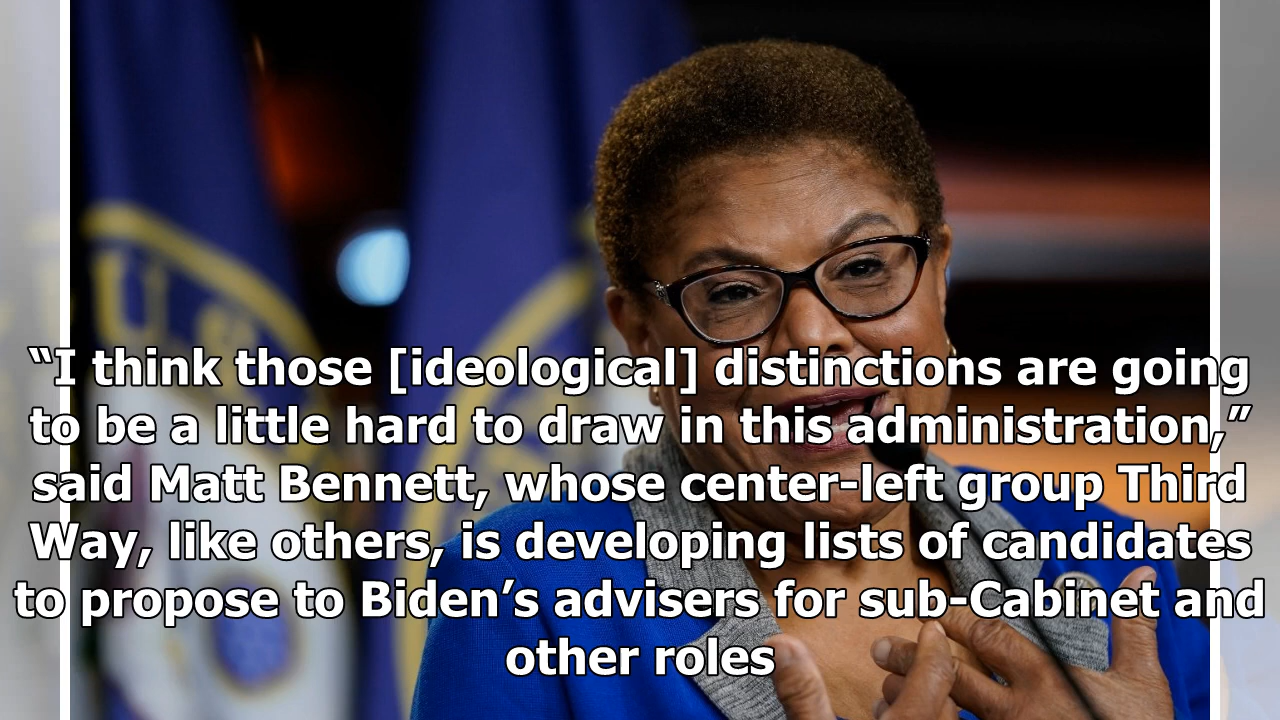 “I think those [ideological] distinctions are going
to be a little hard to draw in this administration,”
said Matt Bennett, whose center-left group Third
Way, like others, is developing lists of candidates
to propose to Biden’s advisers for sub-Cabinet and
other roles